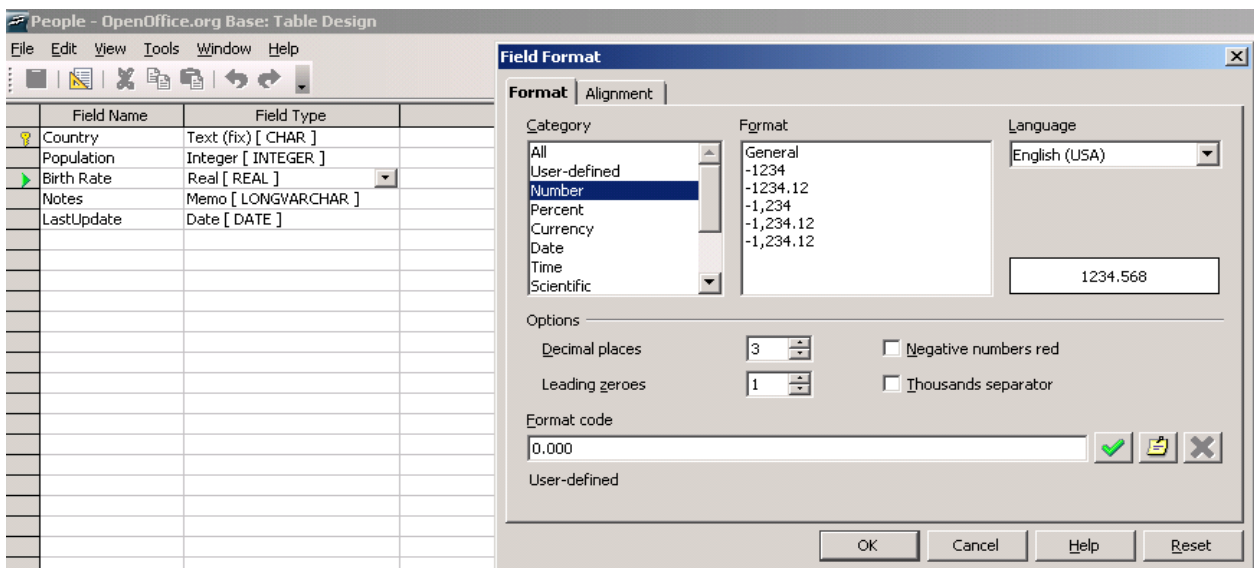 People - OpenOffice.org Base: Table Design
File Edit View Tools Window Help
Field Name Field Type
Country Text (fix) [ CHAR ]
Population Integer [ INTEGER ]
Birth Rate Real [ REAL ]
Notes Memo [ LONGVARCHAR ]
LastUpdate Date [ DATE ]
Field Format
Format Alignment
Category
All
User-defined
Number
Percent
Currency
Date
Time
Scientific
Format
General
-1234
-1234.12
-1,234
-1,234.12
-1,234.12
Language
English (USA)
1234.568
Options
Decimal places 3 Negative numbers red
Leading zeroes 1 Thousands separator
Format code
0.000
User-defined
OK Cancel Help Reset